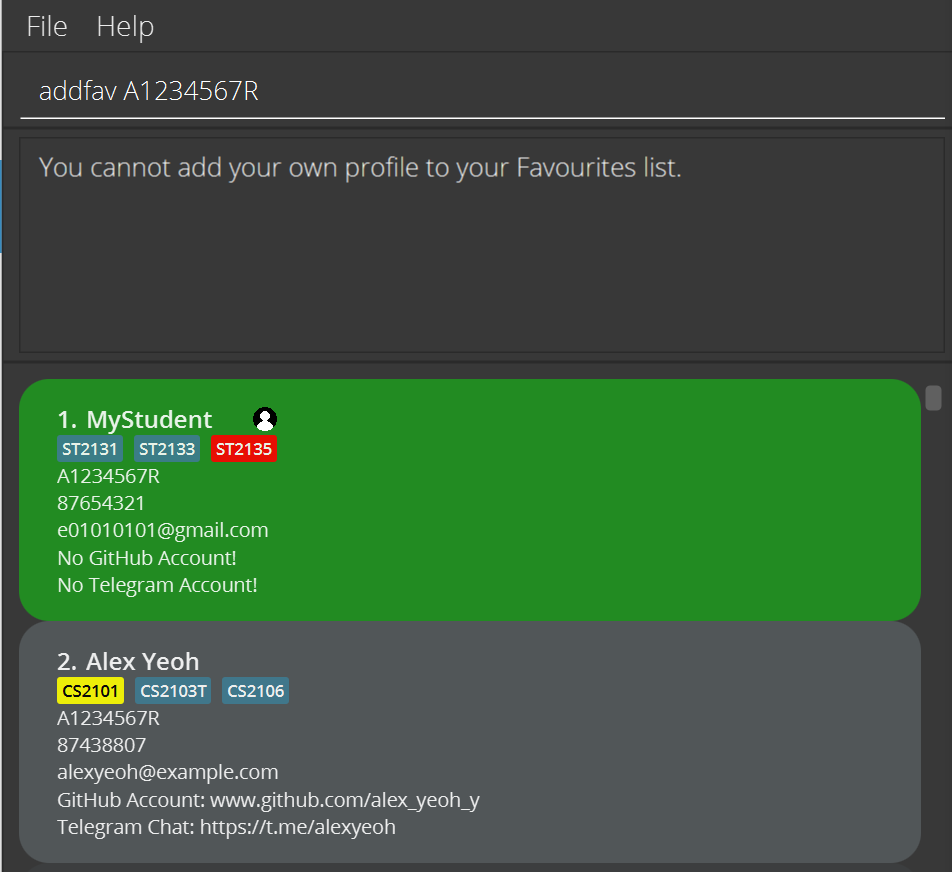 File Help
addfav A1234567R
You cannot add your own profile to your Favourites list.
1. MyStudent
ST2131 ST2133 ST2135
A1234567R
87654321
e01010101@gmail.com
No GitHub Account!
No Telegram Account!
2. Alex Yeoh
CS2101 CS2103T CS2106
A1234567R
87438807
alexyeoh@example.com
GitHub Account: www.github.com/alex_yeoh_y
Telegram Chat: https://t.me/alexyeoh